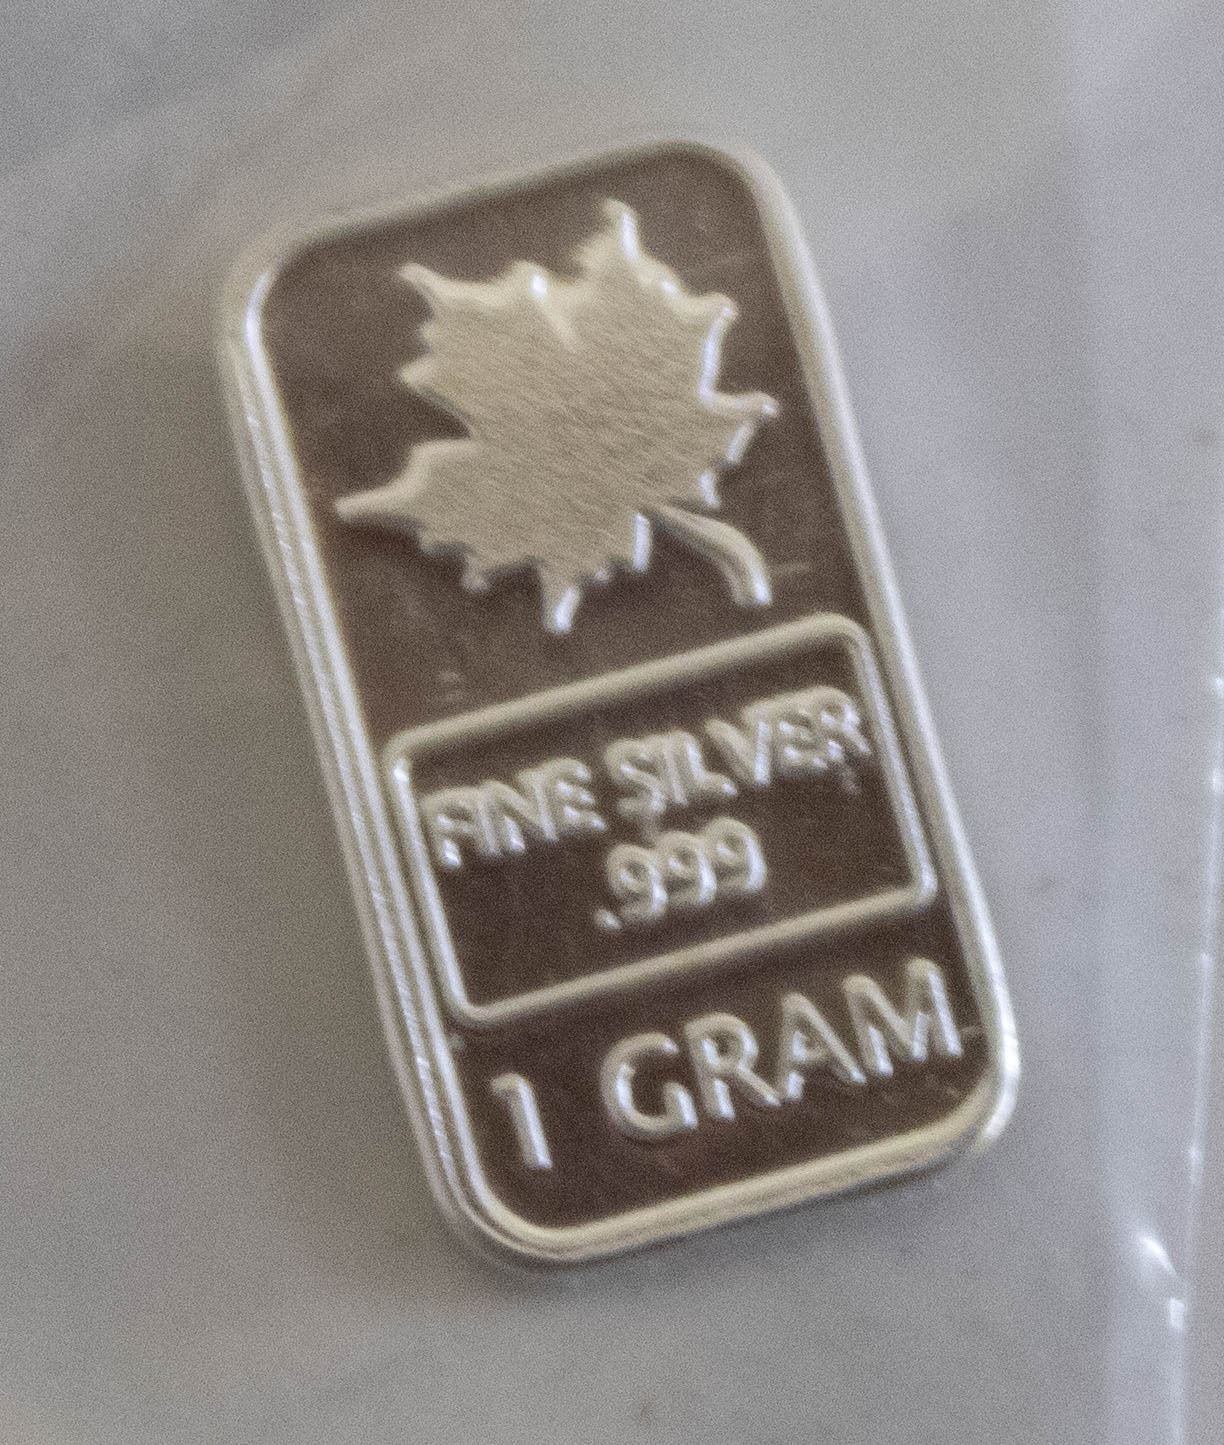 FINE SILVER
.999
1 GRAM